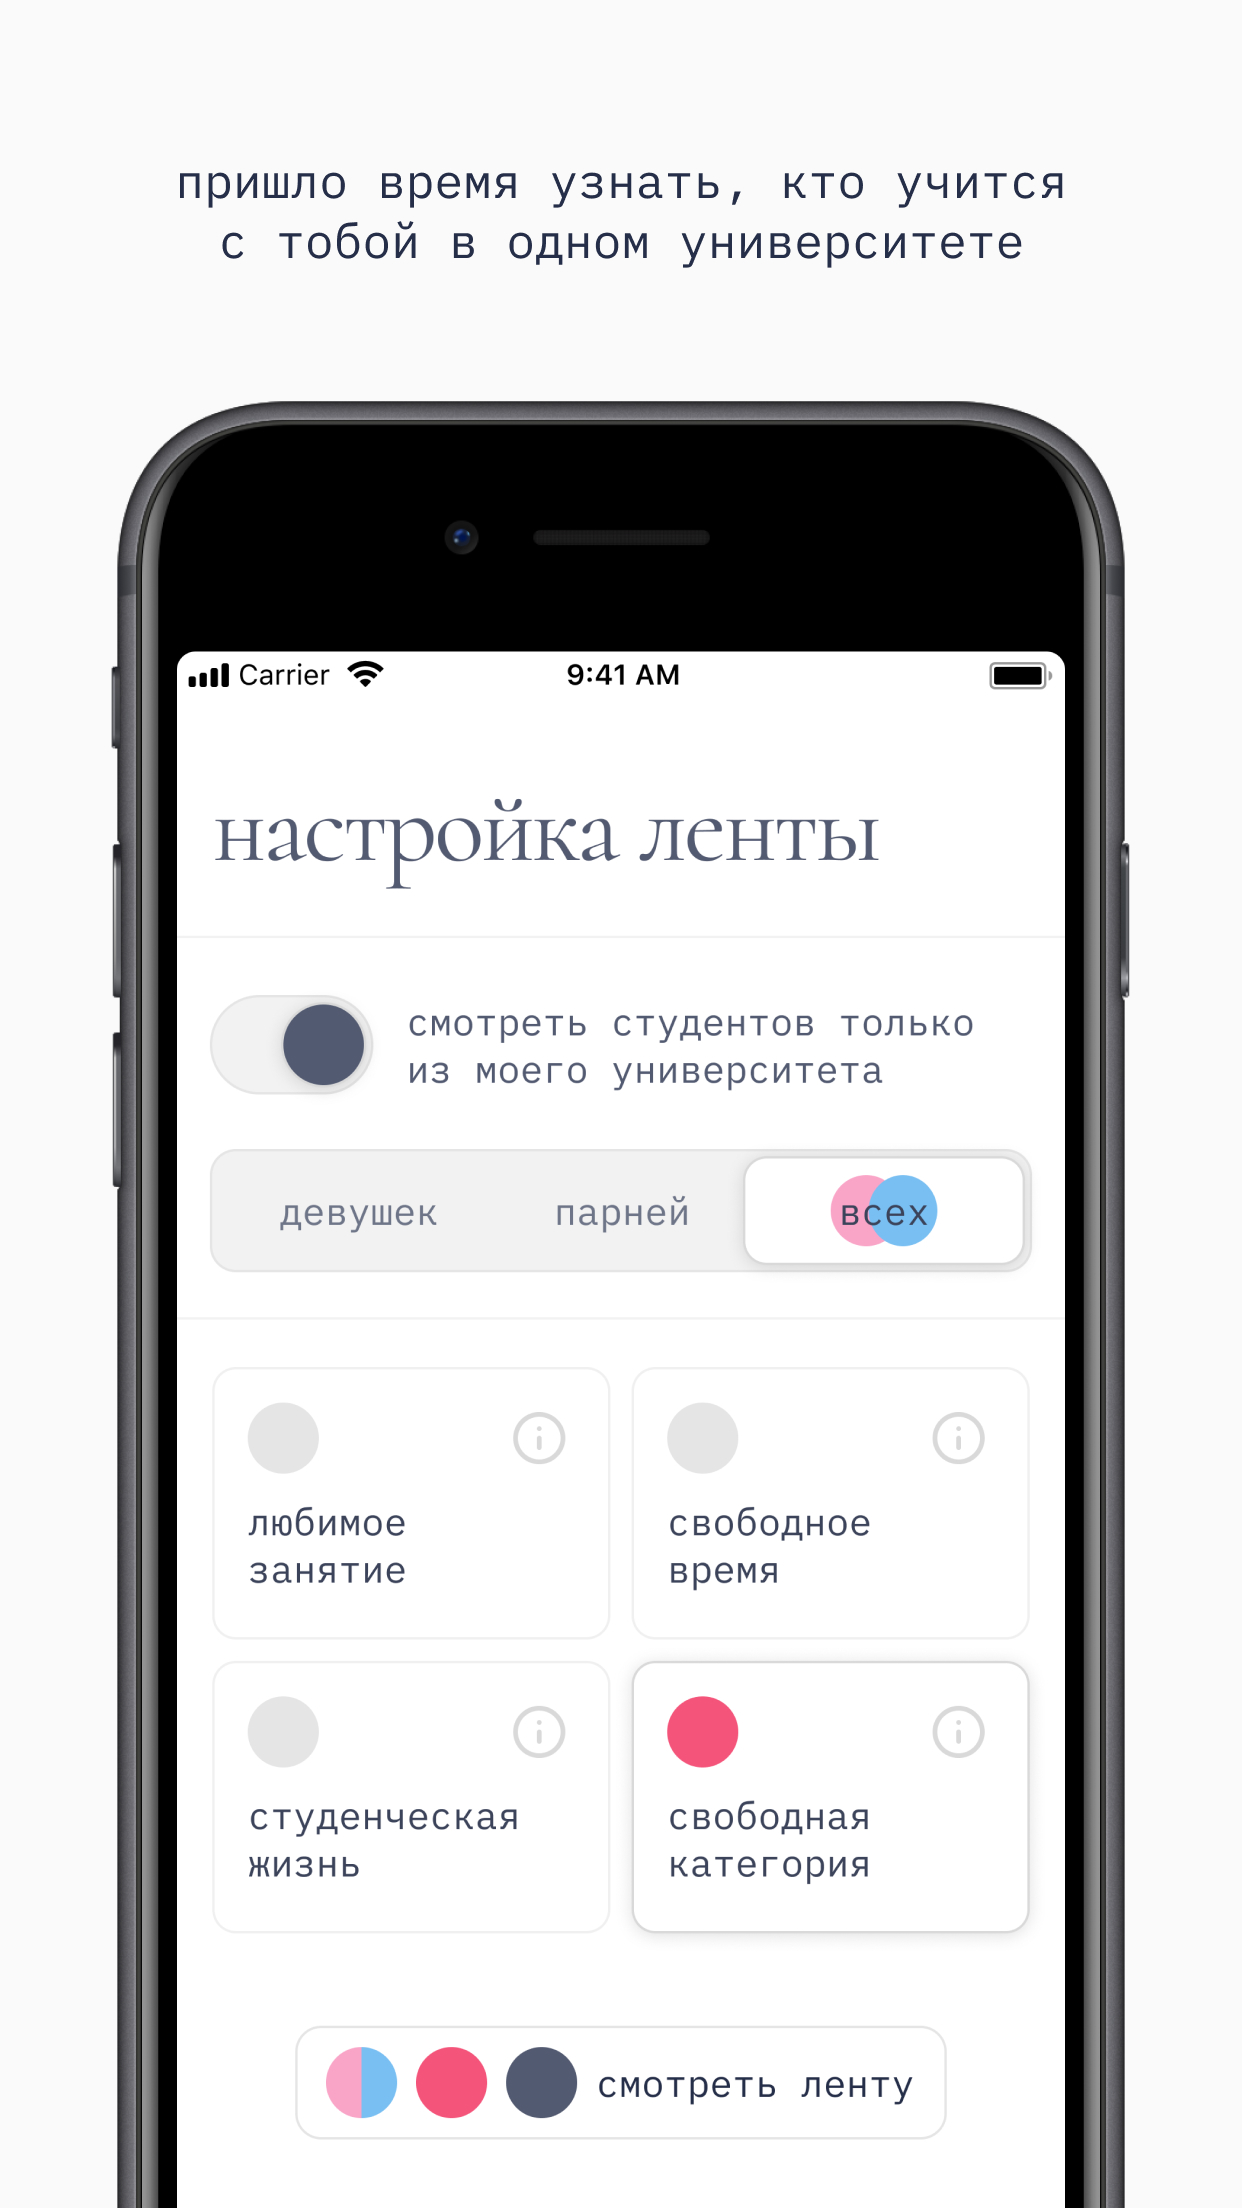 пришло время узнать, кто учится
с тобой в одном университете
Carrier
9:41 AM
настройка ленты
смотреть студентов только
из моего университета
девушек парней всех
любимое
занятие
свободное
время
студенческая
жизнь
свободная
категория
смотреть ленту